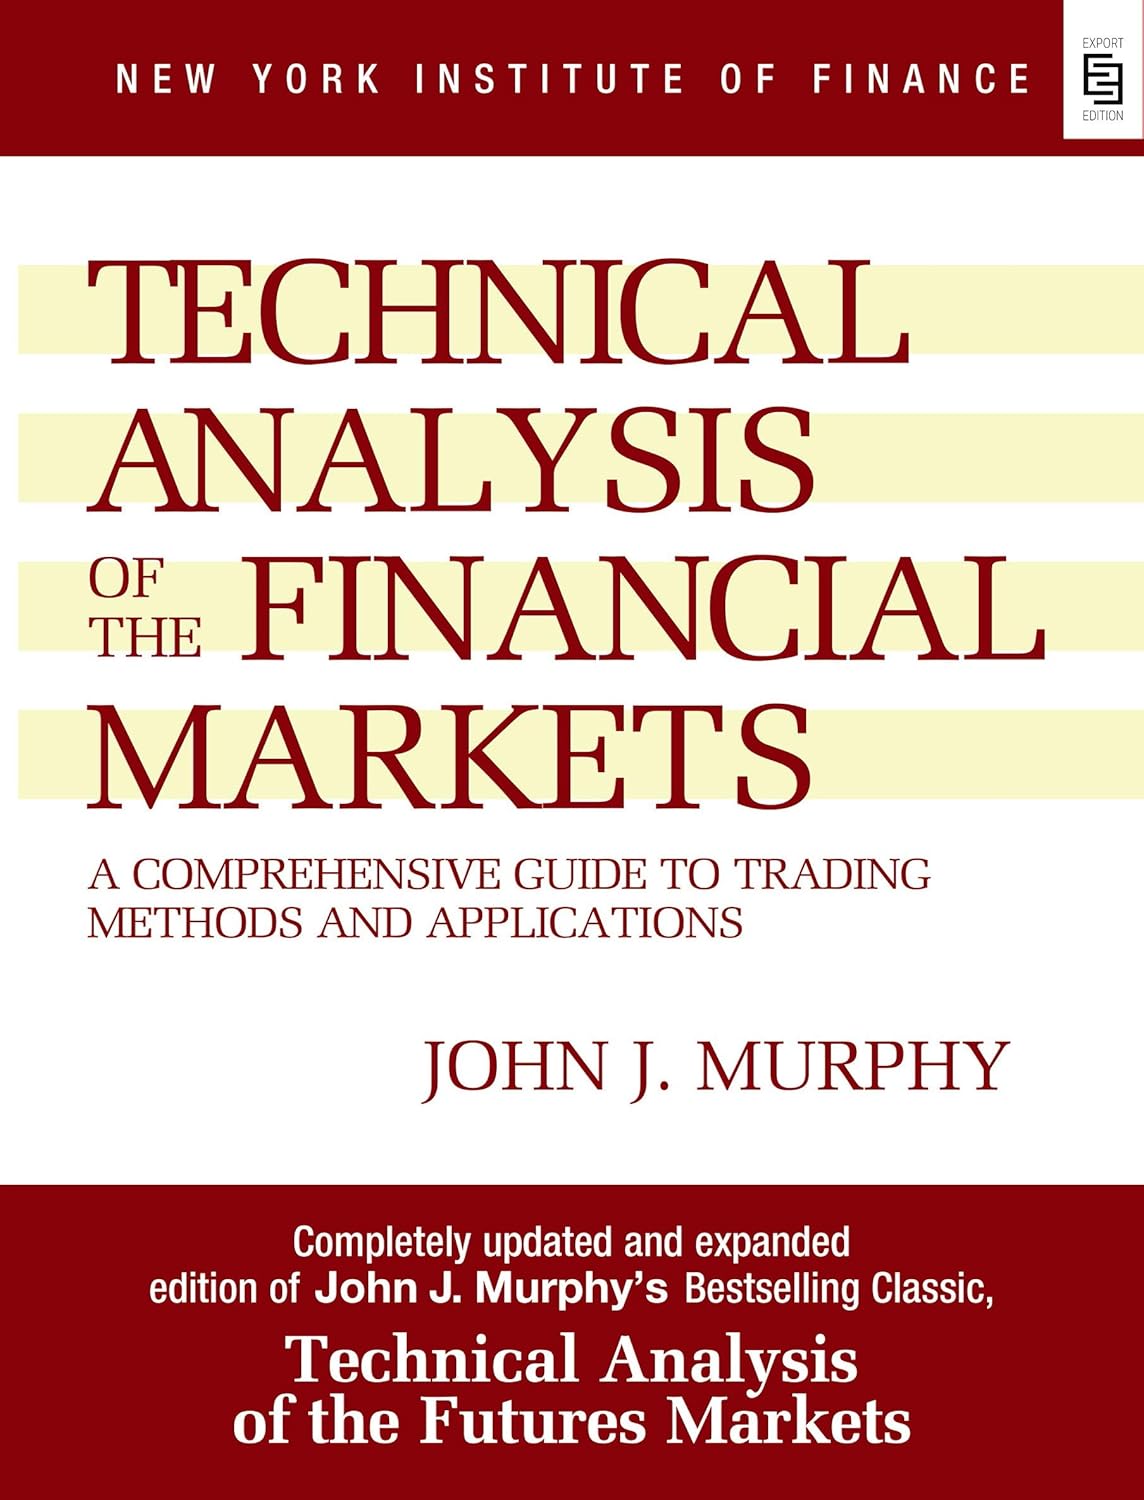 NEW YORK INSTITUTE OF FINANCE
EXPORT
EDITION
TECHNICAL
ANALYSIS
OF
THE
FINANCIAL
MARKETS
A COMPREHENSIVE GUIDE TO TRADING
METHODS AND APPLICATIONS
JOHN J. MURPHY
Completely updated and expanded
edition of John J. Murphy's Bestselling Classic,
Technical Analysis
of the Futures Markets